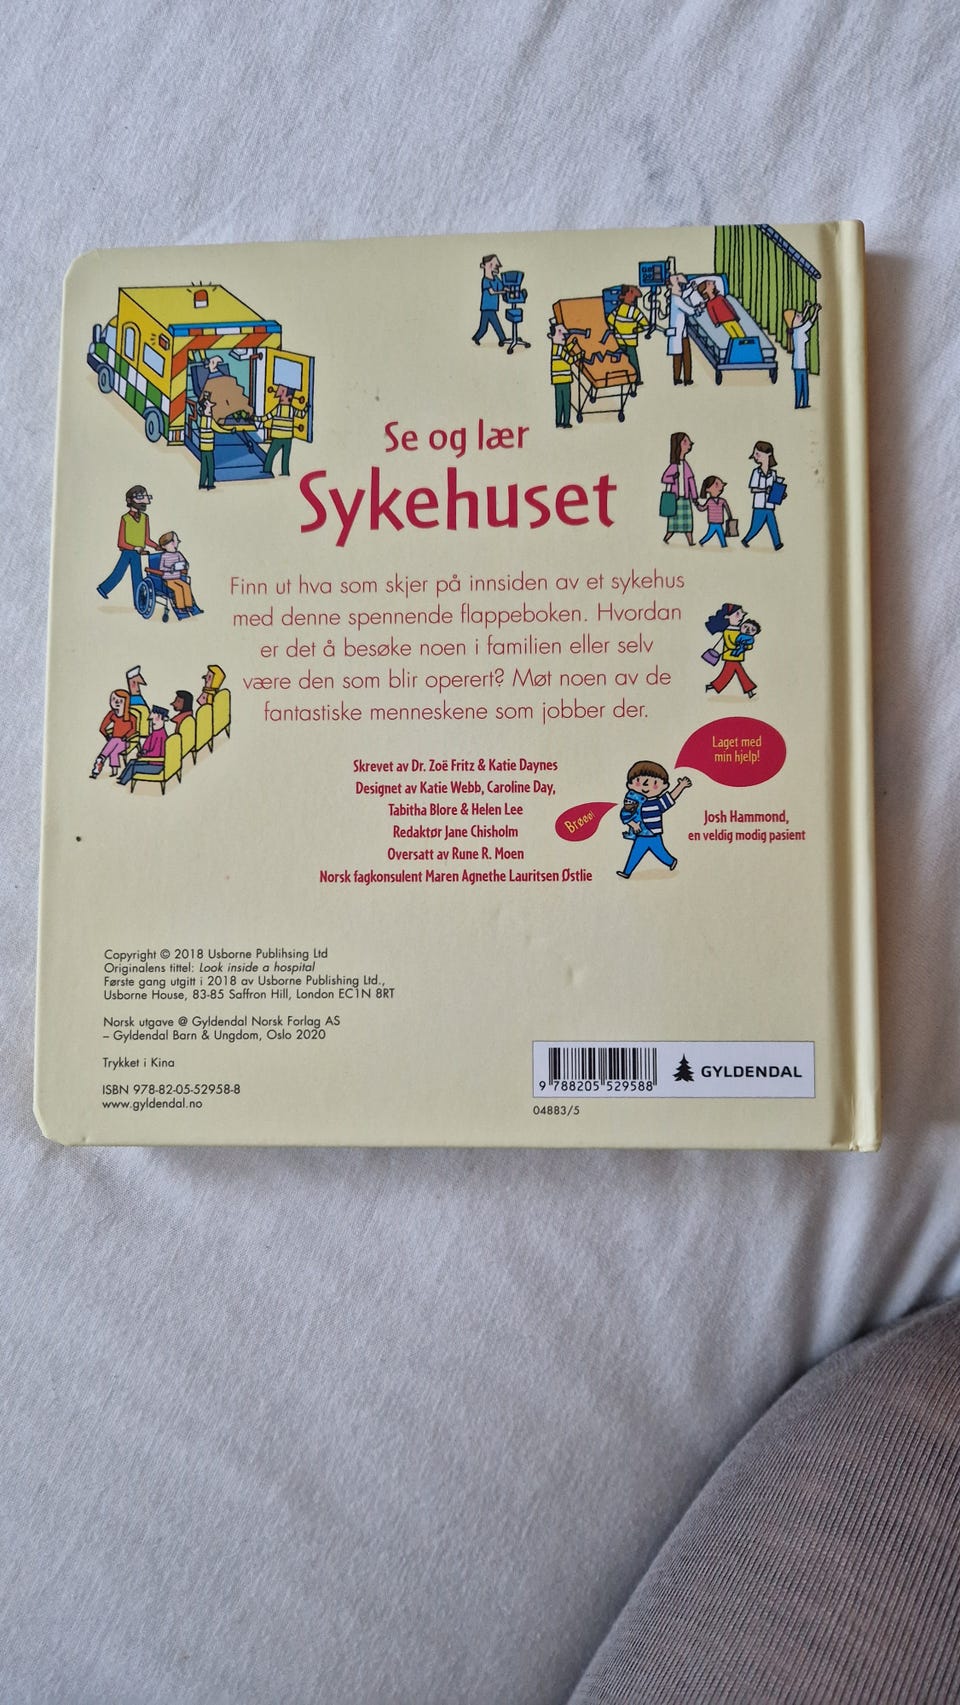 Se og lær
Sykehuset
Finn ut hva som skjer på innsiden av et sykehus
med denne spennende flappeboken. Hvordan
er det å besøke noen i familien eller selv
være den som blir operert? Møt noen av de
fantastiske menneskene som jobber der.
Skrevet av Dr. Zoë Fritz & Katie Daynes
Designet av Katie Webb, Caroline Day,
Tabitha Blore & Helen Lee
Redaktør Jane Chisholm
Oversatt av Rune R. Moen
Norsk fagkonsulent Maren Agnethe Lauritsen Østlie
Laget med
min hjelp!
Brøøø!
Josh Hammond,
en veldig modig pasient
Copyright © 2018 Usborne Publihsing Ltd
Originalens tittel: Look inside a hospital
Første gang utgitt i 2018 av Usborne Publishing Ltd.,
Usborne House, 83-85 Saffron Hill, London EC1N 8RT
Norsk utgave @ Gyldendal Norsk Forlag AS
– Gyldendal Barn & Ungdom, Oslo 2020
Trykket i Kina
ISBN 978-82-05-52958-8
www.gyldendal.no
9 788205 529588
GYLDENDAL
04883/5